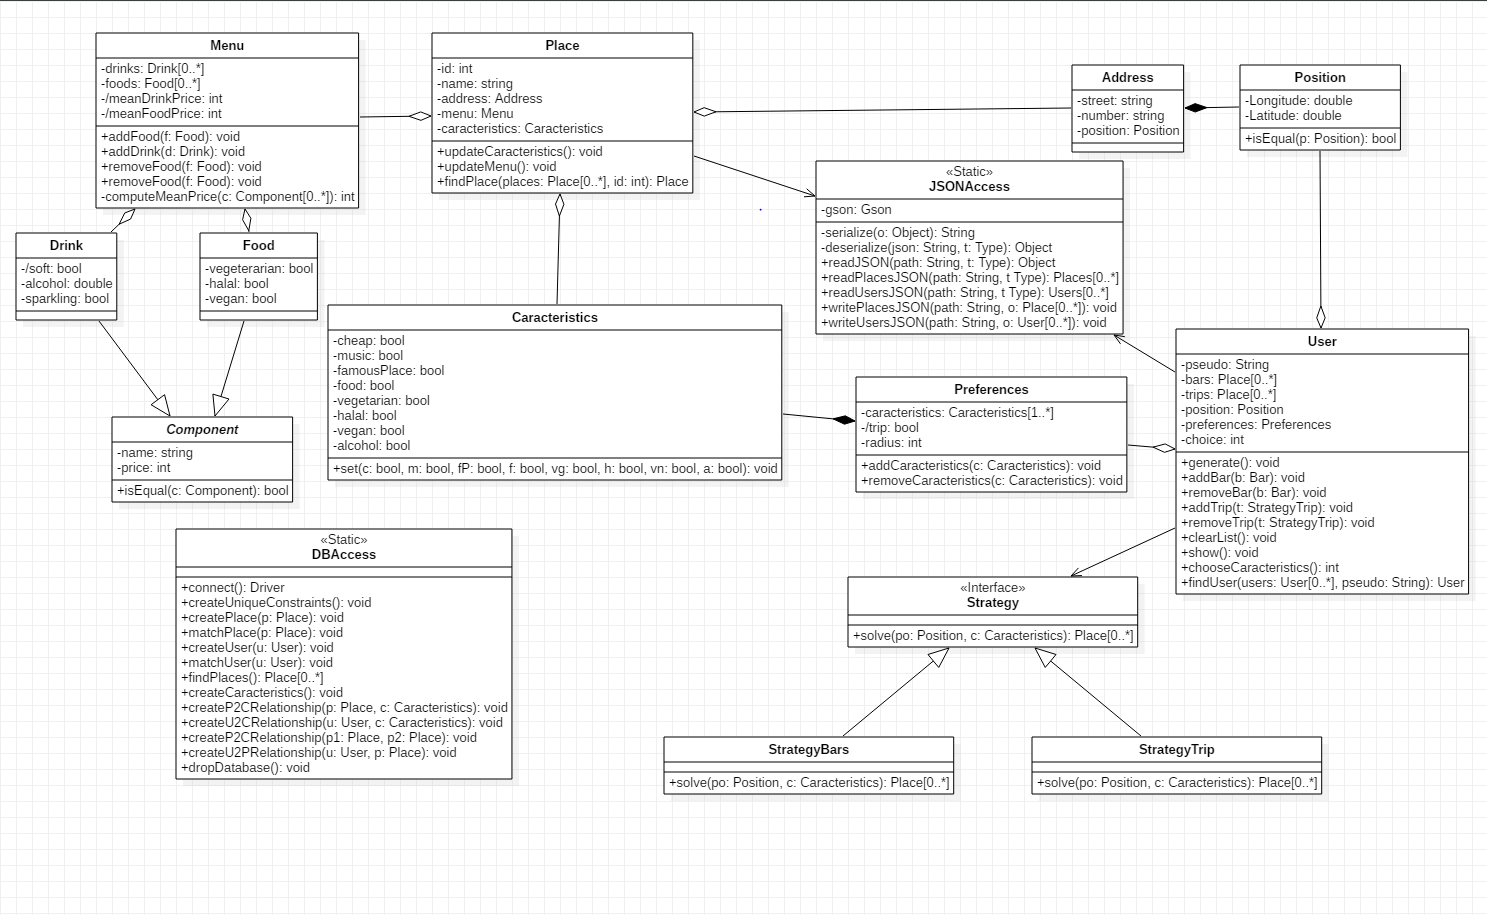 Menu
-drinks: Drink[0..*]
-foods: Food[0..*]
-/meanDrinkPrice: int
-/meanFoodPrice: int
+addFood(f: Food): void
+addDrink(d: Drink): void
+removeFood(f: Food): void
+removeFood(f: Food): void
-computeMeanPrice(c: Component[0..*]): int
Place
-id: int
-name: string
-address: Address
-menu: Menu
-caracteristics: Caracteristics
+updateCaracteristics(): void
+updateMenu(): void
+findPlace(places: Place[0..*], id: int): Place
Address
-street: string
-number: string
-position: Position
Position
-Longitude: double
-Latitude: double
+isEqual(p: Position): bool
«Static»
JSONAccess
-gson: Gson
-serialize(o: Object): String
-deserialize(json: String, t: Type): Object
+readJSON(path: String, t: Type): Object
+readPlacesJSON(path: String, t Type): Places[0..*]
+readUsersJSON(path: String, t Type): Users[0..*]
+writePlacesJSON(path: String, o: Place[0..*]): void
+writeUsersJSON(path: String, o: User[0..*]): void
Drink
-/soft: bool
-alcohol: double
-sparkling: bool
Food
-vegeterarian: bool
-halal: bool
-vegan: bool
Caracteristics
-cheap: bool
-music: bool
-famousPlace: bool
-food: bool
-vegetarian: bool
-halal: bool
-vegan: bool
-alcohol: bool
+set(c: bool, m: bool, fP: bool, f: bool, vg: bool, h: bool, vn: bool, a: bool): void
User
-pseudo: String
-bars: Place[0..*]
-trips: Place[0..*]
-position: Position
-preferences: Preferences
-choice: int
+generate(): void
+addBar(b: Bar): void
+removeBar(b: Bar): void
+addTrip(t: StrategyTrip): void
+removeTrip(t: StrategyTrip): void
+clearList(): void
+show(): void
+chooseCaracteristics(): int
+findUser(users: User[0..*], pseudo: String): User
Preferences
-caracteristics: Caracteristics[1..*]
-/trip: bool
-radius: int
+addCaracteristics(c: Caracteristics): void
+removeCaracteristics(c: Caracteristics): void
Component
-name: string
-price: int
+isEqual(c: Component): bool
«Static»
DBAccess
+connect(): Driver
+createUniqueConstraints(): void
+createPlace(p: Place): void
+matchPlace(p: Place): void
+createUser(u: User): void
+matchUser(u: User): void
+findPlaces(): Place[0..*]
+createCaracteristics(): void
+createP2CRelationship(p: Place, c: Caracteristics): void
+createU2CRelationship(u: User, c: Caracteristics): void
+createP2CRelationship(p1: Place, p2: Place): void
+createU2PRelationship(u: User, p: Place): void
+dropDatabase(): void
«Interface»
Strategy
+solve(po: Position, c: Caracteristics): Place[0..*]
StrategyBars
+solve(po: Position, c: Caracteristics): Place[0..*]
StrategyTrip
+solve(po: Position, c: Caracteristics): Place[0..*]